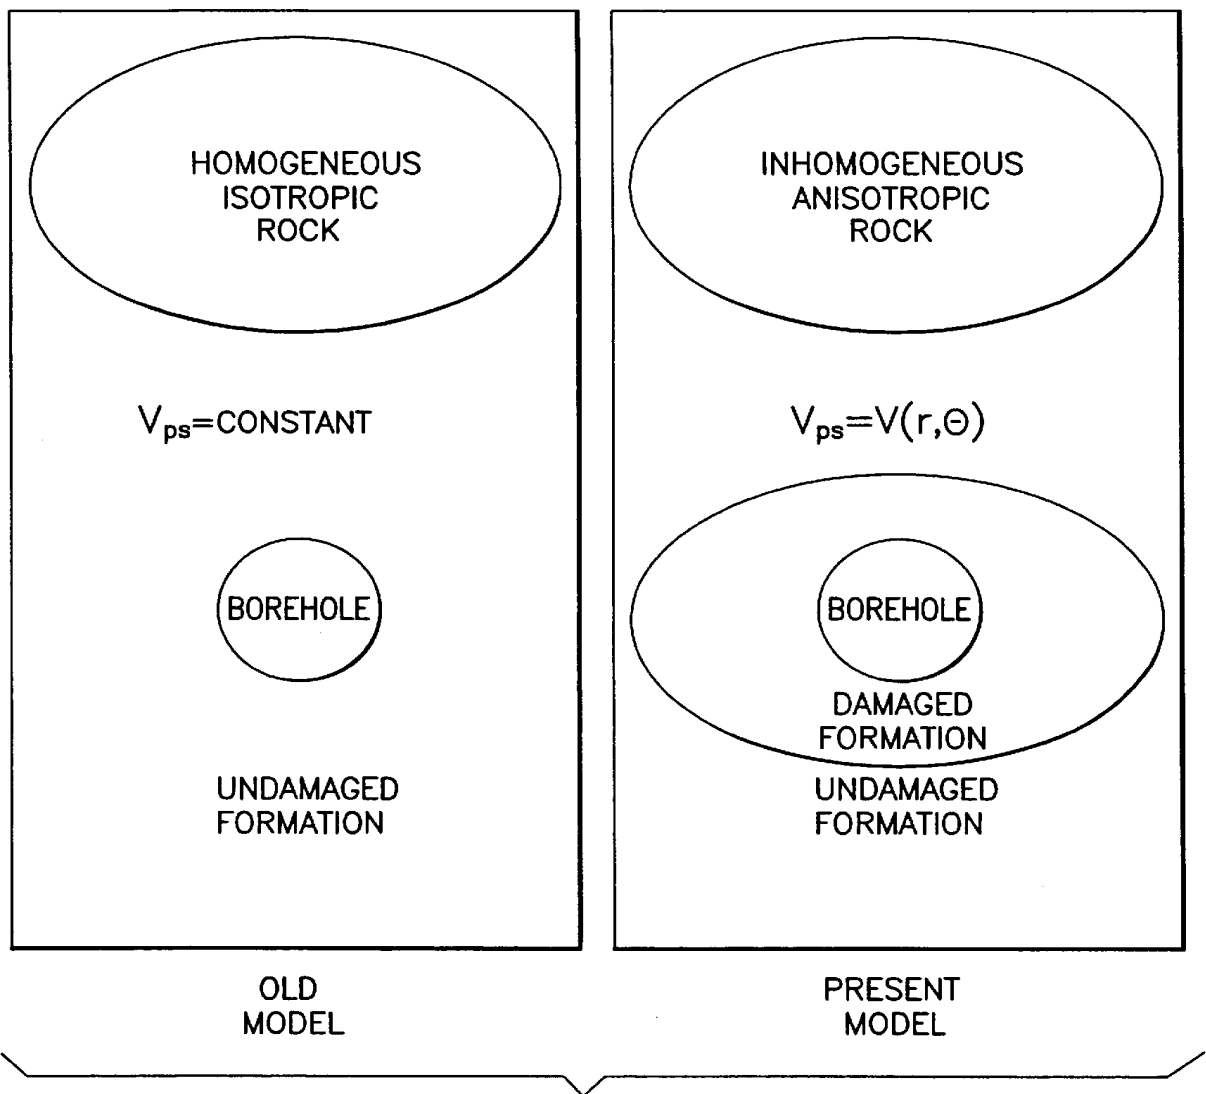 HOMOGENEOUS
ISOTROPIC
ROCK
V_ps=CONSTANT
BOREHOLE
UNDAMAGED
FORMATION
OLD
MODEL
INHOMOGENEOUS
ANISOTROPIC
ROCK
V_ps=V(r,Θ)
BOREHOLE
DAMAGED
FORMATION
UNDAMAGED
FORMATION
PRESENT
MODEL